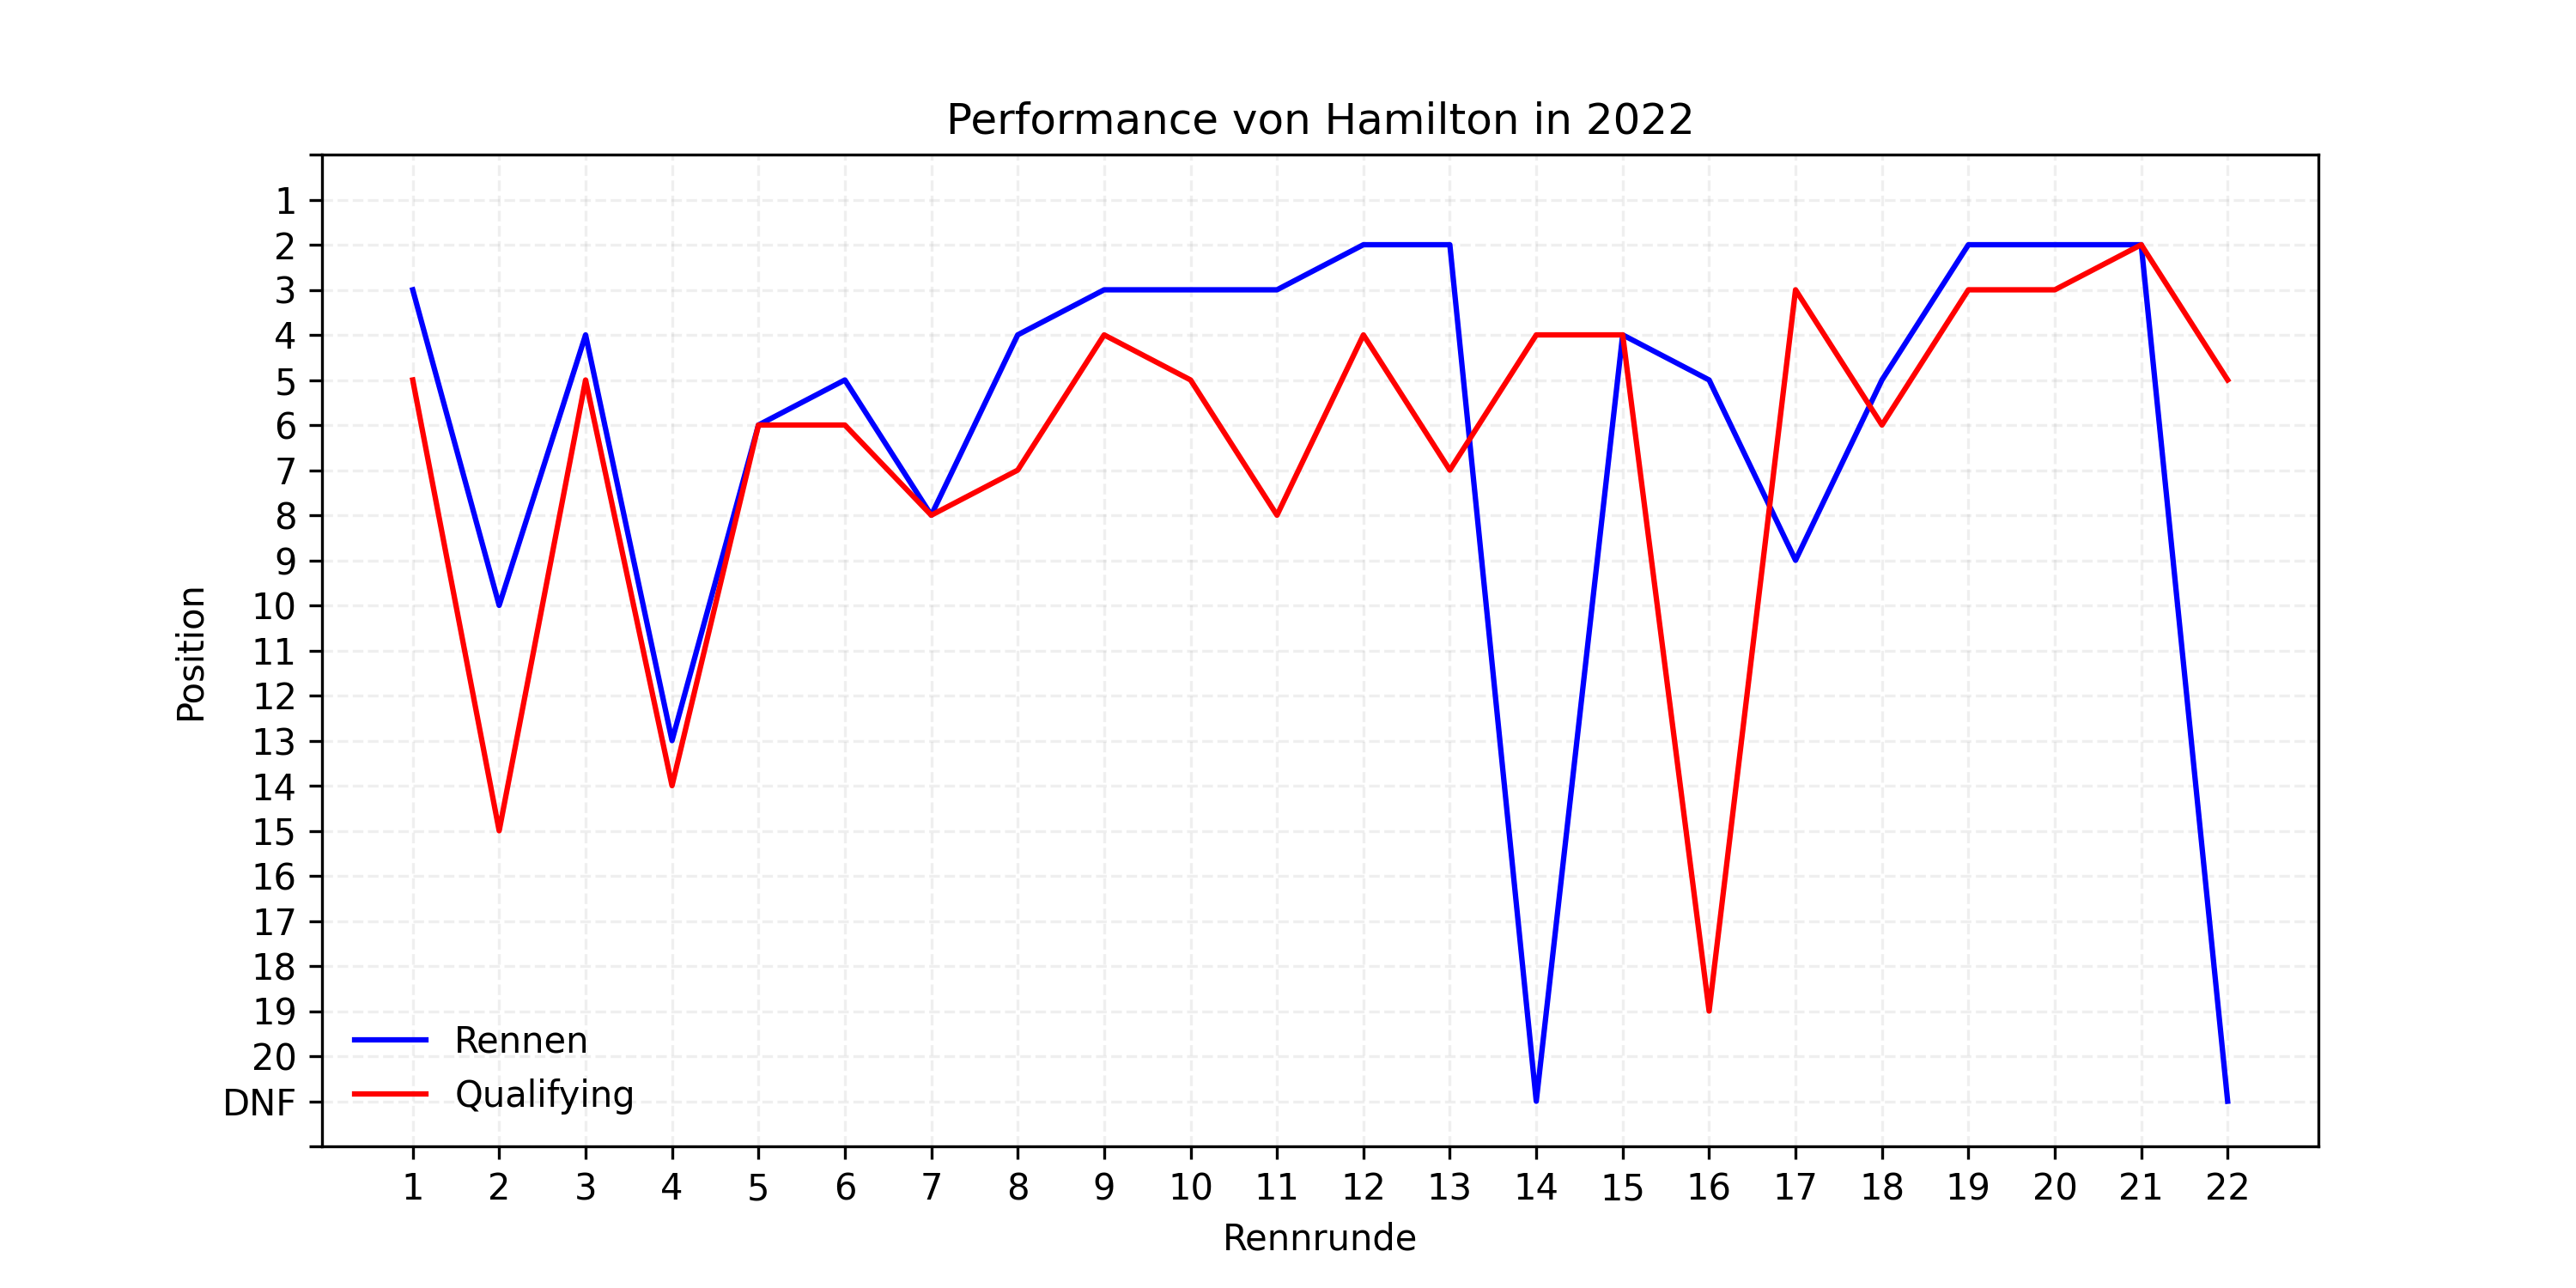 Performance von Hamilton in 2022
1
2
3
4
5
6
7
8
9
10
11
12
13
14
15
16
17
18
19
20
DNF
Position
Rennen
Qualifying
1 2 3 4 5 6 7 8 9 10 11 12 13 14 15 16 17 18 19 20 21 22
Rennrunde